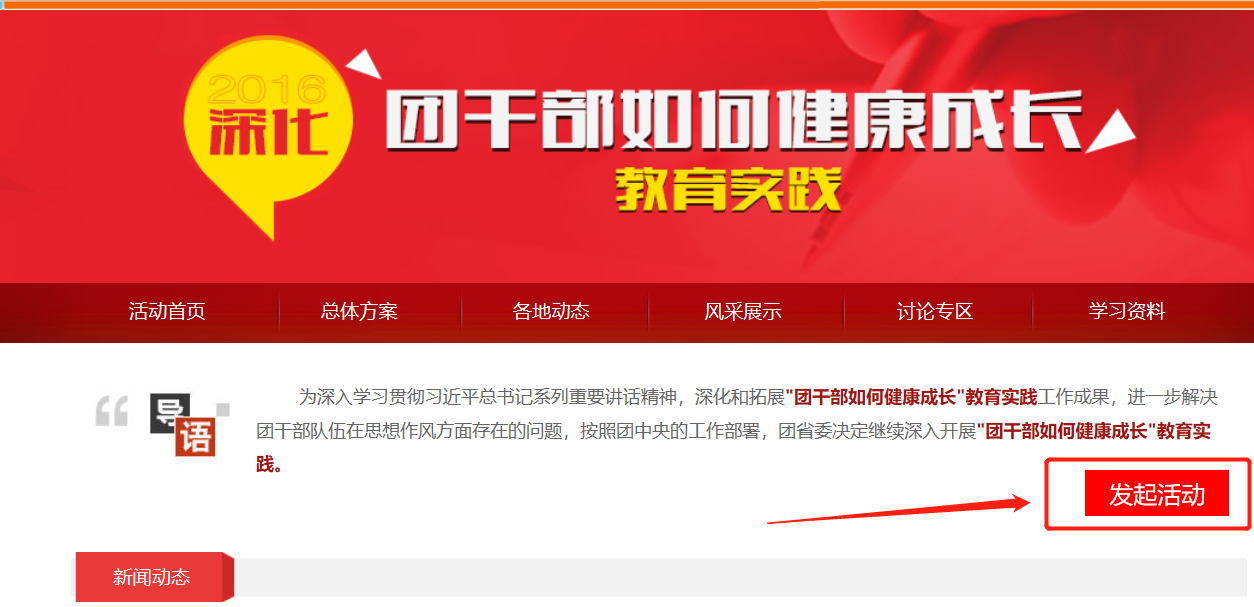 2016
深化
团干部如何健康成长
教育实践
活动首页 总体方案 各地动态 风采展示 讨论专区 学习资料
导语
为深入学习贯彻习近平总书记系列重要讲话精神，深化和拓展"团干部如何健康成长"教育实践工作成果，进一步解决
团干部队伍在思想作风方面存在的问题，按照团中央的工作部署，团省委决定继续深入开展"团干部如何健康成长"教育实
践。
发起活动
新闻动态